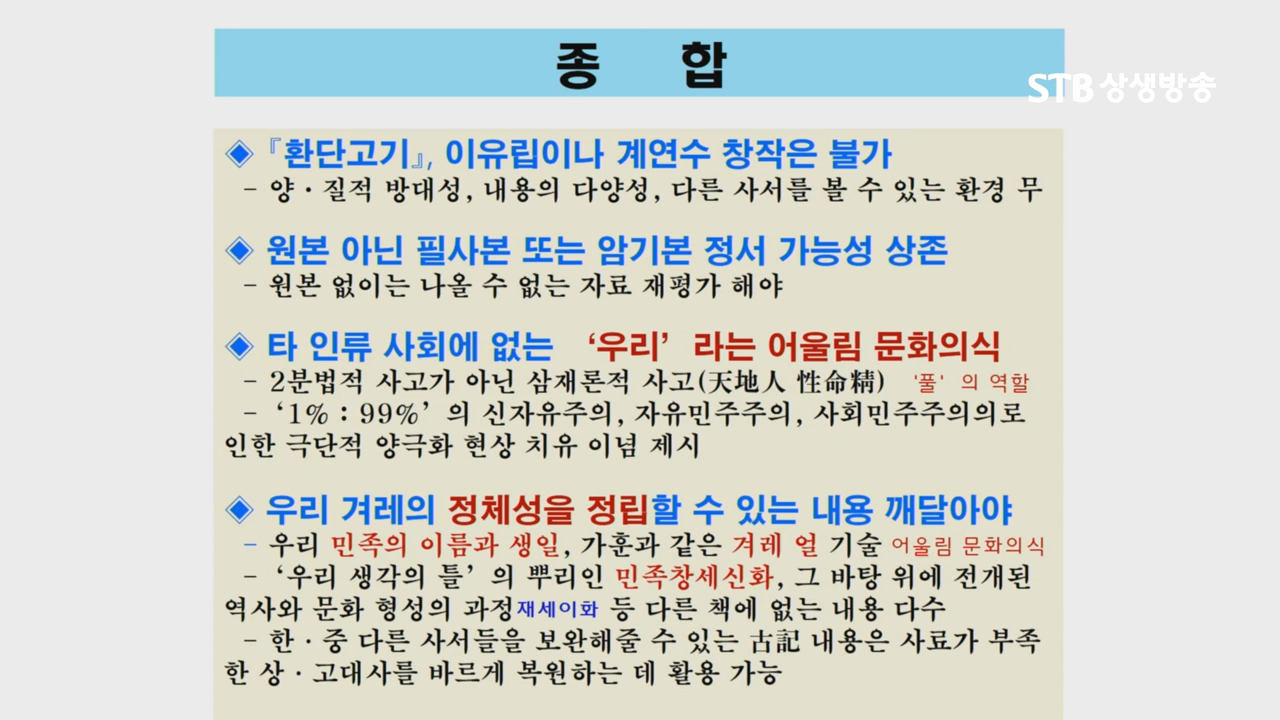 종 합
STB 상생방송
◈ 『환단고기』, 이유립이나 계연수 창작은 불가
- 양·질적 방대성, 내용의 다양성, 다른 사서를 볼 수 있는 환경 무
◈ 원본 아닌 필사본 또는 암기본 정서 가능성 상존
- 원본 없이는 나올 수 없는 자료 재평가 해야
◈ 타 인류 사회에 없는 ‘우리’ 라는 어울림 문화의식
- 2분법적 사고가 아닌 삼재론적 사고(天地人 性命精) '풀' 의 역할
- ‘1% : 99%’ 의 신자유주의, 자유민주주의, 사회민주주의의로
인한 극단적 양극화 현상 치유 이념 제시
◈ 우리 겨레의 정체성을 정립할 수 있는 내용 깨달아야
- 우리 민족의 이름과 생일, 가훈과 같은 겨레 얼 기술 어울림 문화의식
- ‘우리 생각의 틀’ 의 뿌리인 민족창세신화, 그 바탕 위에 전개된
역사와 문화 형성의 과정재세이화 등 다른 책에 없는 내용 다수
- 한·중 다른 사서들을 보완해줄 수 있는 古記 내용은 사료가 부족
한 상·고대사를 바르게 복원하는 데 활용 가능